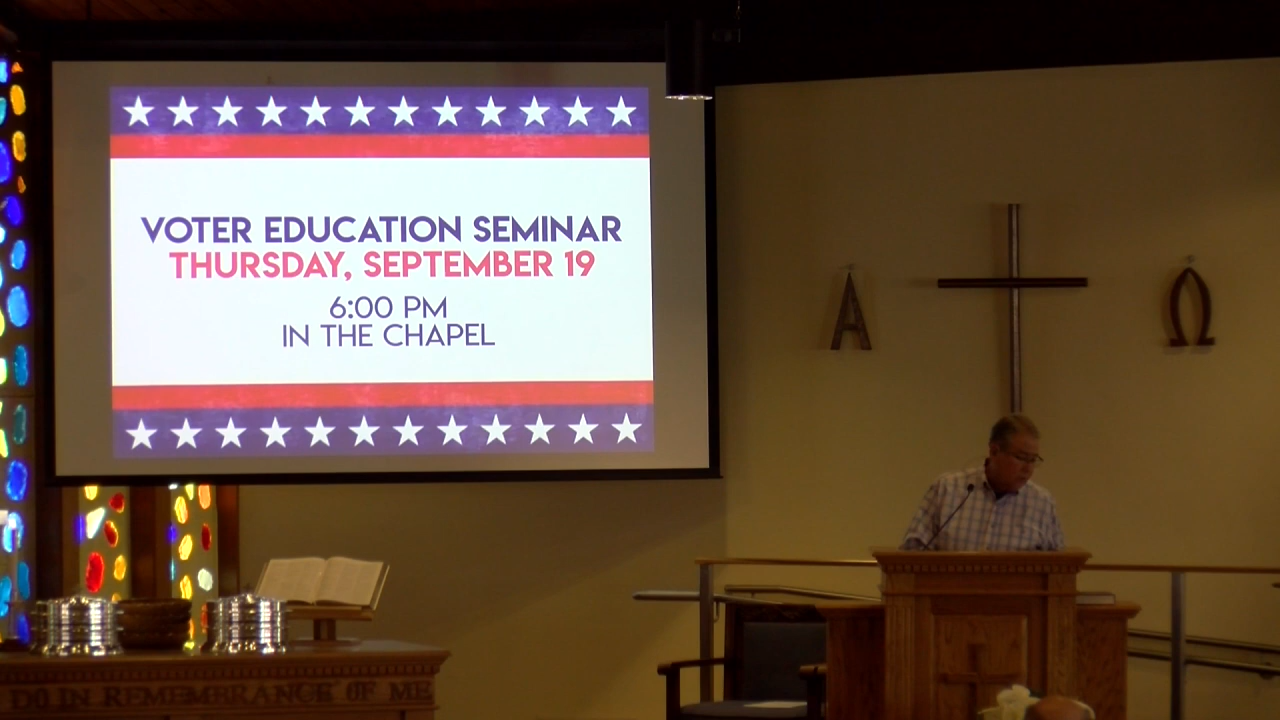 VOTER EDUCATION SEMINAR
THURSDAY, SEPTEMBER 19
6:00 PM
IN THE CHAPEL
Α Ω
DO IN REMEMBRANCE OF ME